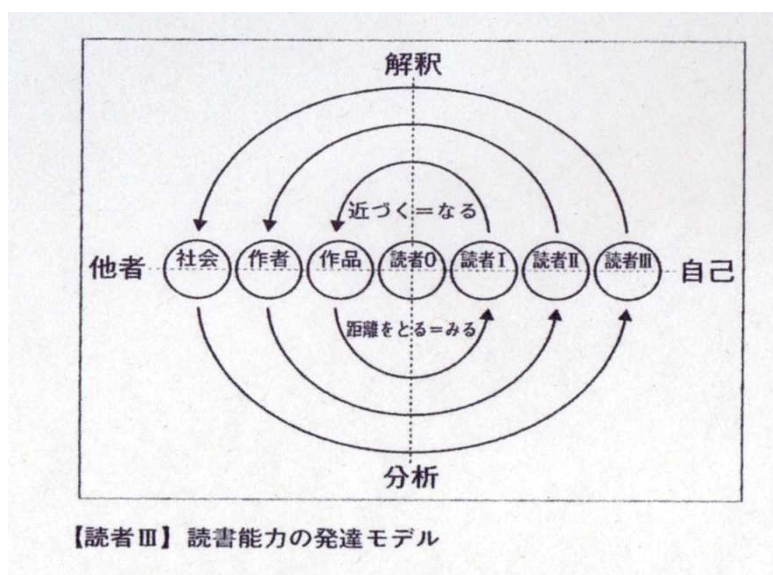 解釈
近づく＝なる
他者 社会 作者 作品 読者0 読者Ⅰ 読者Ⅱ 読者Ⅲ 自己
距離をとる＝みる
分析
【読者Ⅲ】読書能力の発達モデル